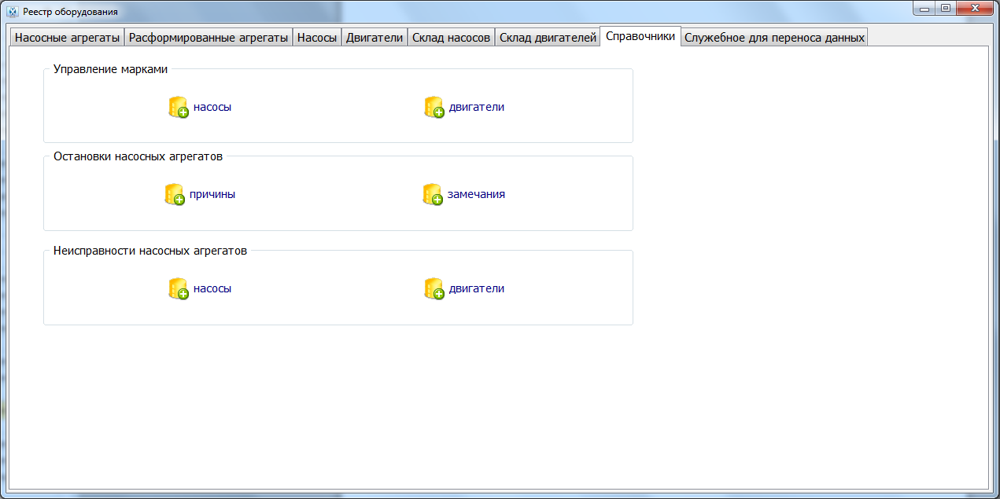 Реестр оборудования
Насосные агрегаты Расформированные агрегаты Насосы Двигатели Склад насосов Склад двигателей Справочники Служебное для переноса данных
Управление марками
насосы двигатели
Остановки насосных агрегатов
причины замечания
Неисправности насосных агрегатов
насосы двигатели